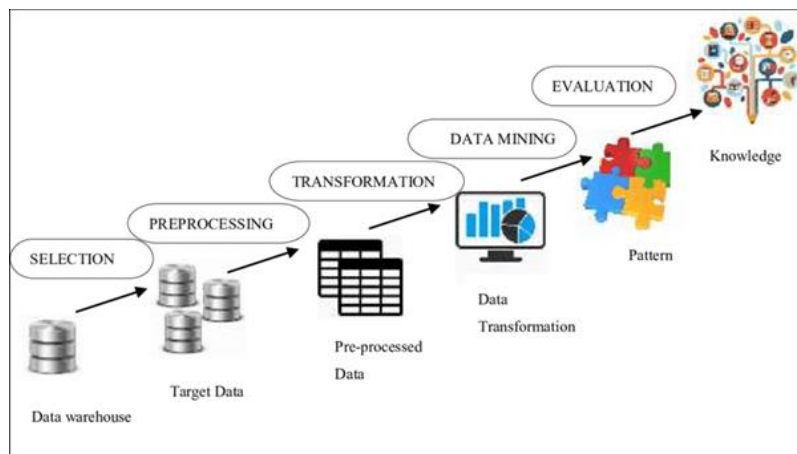 EVALUATION
Knowledge
DATA MINING
Pattern
TRANSFORMATION
Data
Transformation
PREPROCESSING
Pre-processed
Data
SELECTION
Target Data
Data warehouse